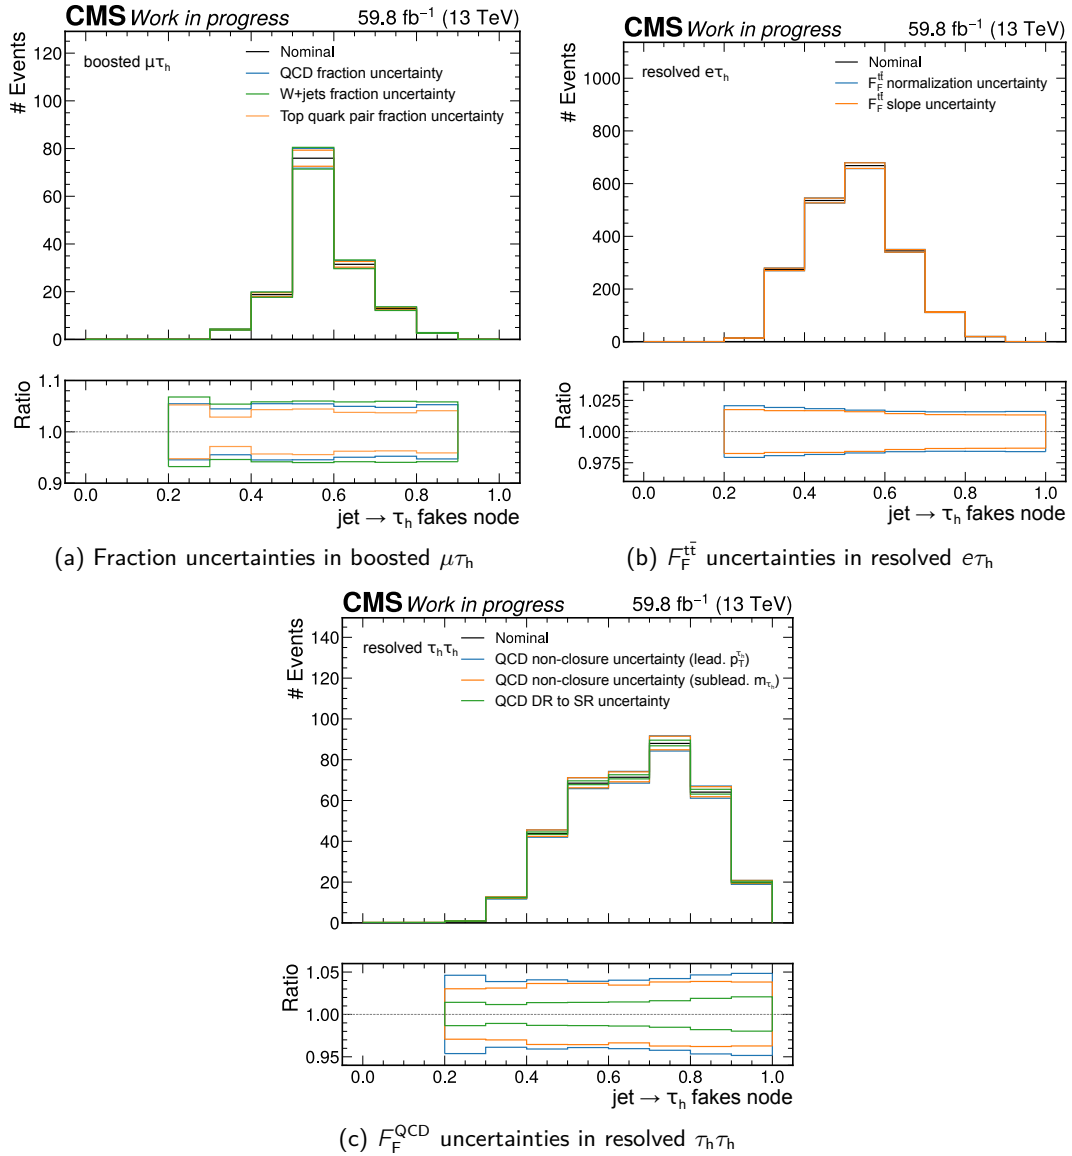 CMS Work in progress 59.8 fb⁻¹ (13 TeV)
# Events
120
100
80
60
40
20
0
boosted μτh
Nominal
QCD fraction uncertainty
W+jets fraction uncertainty
Top quark pair fraction uncertainty
Ratio
1.1
1.0
0.9
0.0 0.2 0.4 0.6 0.8 1.0
jet → τh fakes node
(a) Fraction uncertainties in boosted μτh
CMS Work in progress 59.8 fb⁻¹ (13 TeV)
# Events
1000
800
600
400
200
0
resolved eτh
Nominal
F_F^tt̄ normalization uncertainty
F_F^tt̄ slope uncertainty
Ratio
1.025
1.000
0.975
0.0 0.2 0.4 0.6 0.8 1.0
jet → τh fakes node
(b) F_F^tt̄ uncertainties in resolved eτh
CMS Work in progress 59.8 fb⁻¹ (13 TeV)
# Events
140
120
100
80
60
40
20
0
resolved τhτh
Nominal
QCD non-closure uncertainty (lead. p_T^τh)
QCD non-closure uncertainty (sublead. m_τh)
QCD DR to SR uncertainty
Ratio
1.05
1.00
0.95
0.0 0.2 0.4 0.6 0.8 1.0
jet → τh fakes node
(c) F_F^QCD uncertainties in resolved τhτh